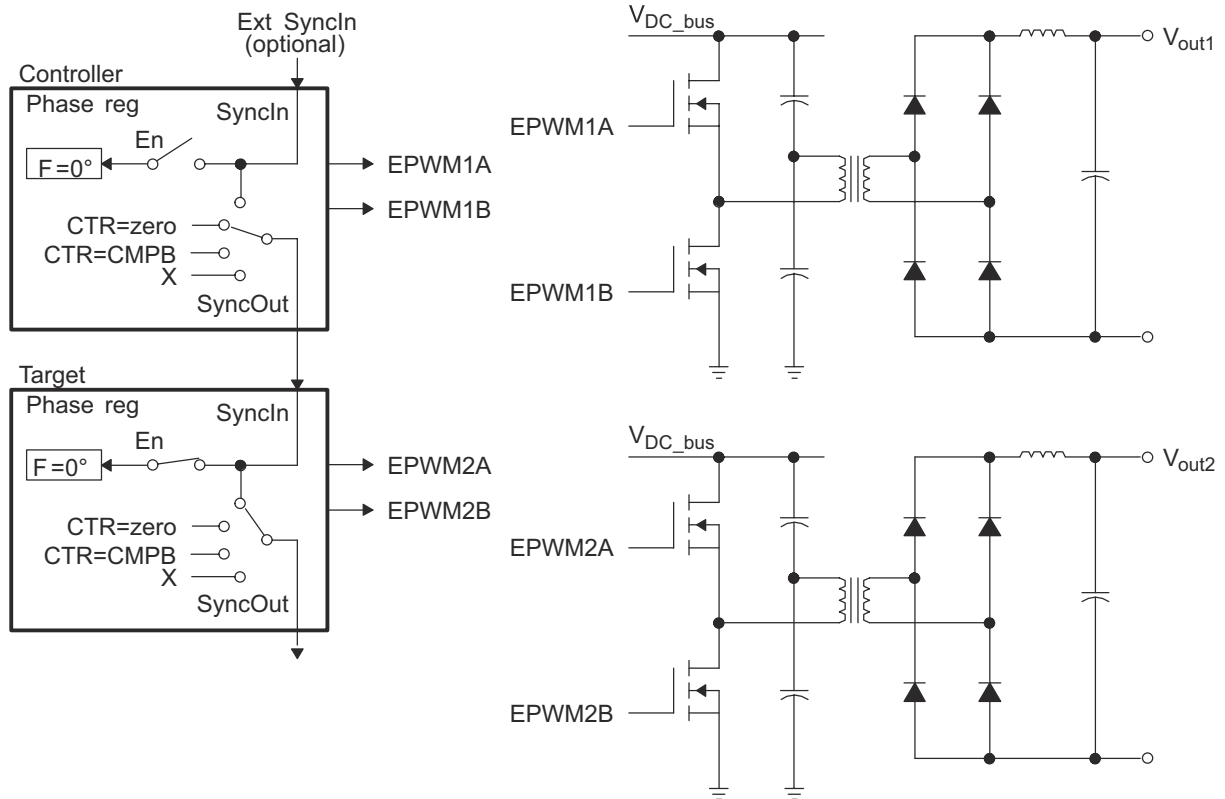 Ext SyncIn
(optional)
Controller
Phase reg
SyncIn
En
F=0°
EPWM1A
EPWM1B
CTR=zero
CTR=CMPB
X
SyncOut
Target
Phase reg
SyncIn
En
F=0°
EPWM2A
EPWM2B
CTR=zero
CTR=CMPB
X
SyncOut
VDC_bus
Vout1
EPWM1A
EPWM1B
VDC_bus
Vout2
EPWM2A
EPWM2B